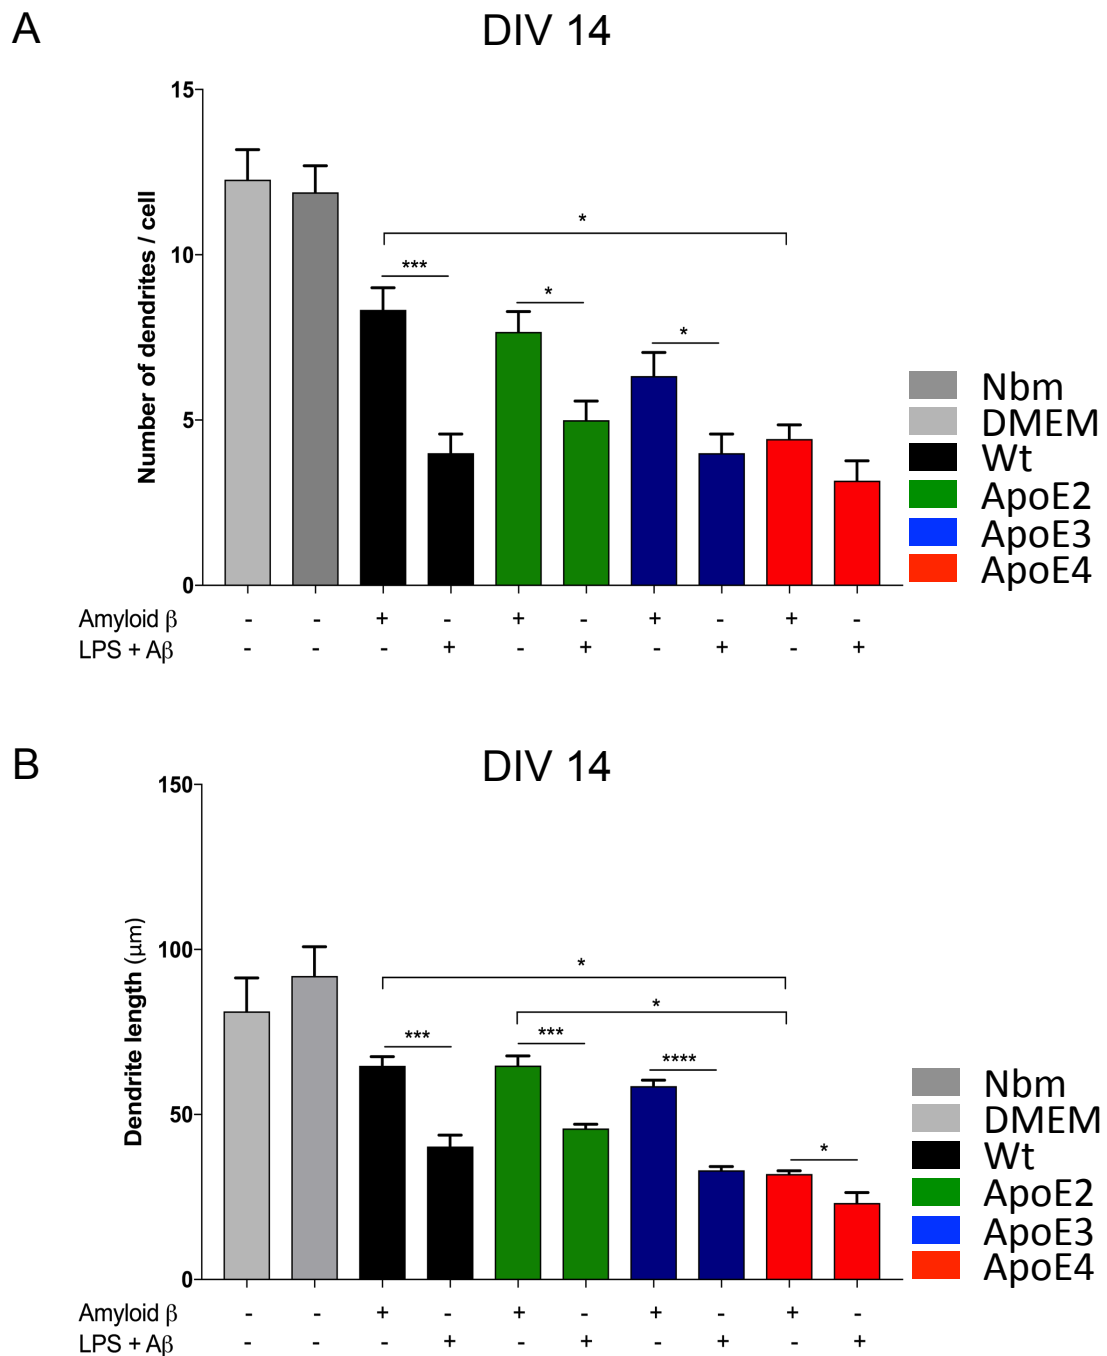 A
DIV 14
15
10
5
0
Number of dendrites / cell
*
***
*
*
Nbm
DMEM
Wt
ApoE2
ApoE3
ApoE4
Amyloid β - - + - + - + - + -
LPS + Aβ - - - + - + - + - +
B
DIV 14
150
100
50
0
Dendrite length (μm)
*
*
***
***
****
*
Nbm
DMEM
Wt
ApoE2
ApoE3
ApoE4
Amyloid β - - + - + - + - + -
LPS + Aβ - - - + - + - + - +